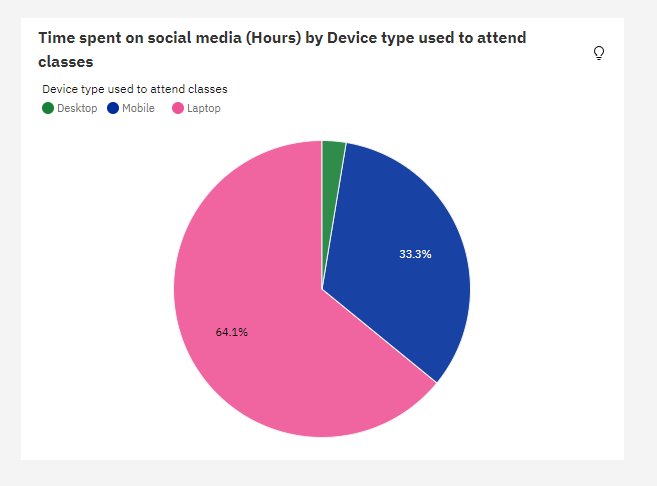 Time spent on social media (Hours) by Device type used to attend
classes
Device type used to attend classes
Desktop Mobile Laptop
33.3%
64.1%